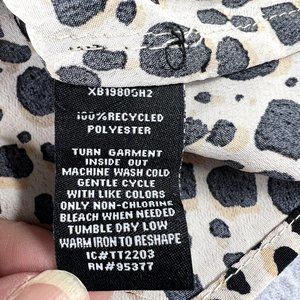 XB19800H2
100% RECYCLED
POLYESTER
TURN GARMENT
INSIDE OUT
MACHINE WASH COLD
GENTLE CYCLE
WITH LIKE COLORS
ONLY NON-CHLORINE
BLEACH WHEN NEEDED
TUMBLE DRY LOW
WARM IRON TO RESHAPE
IC#TT2203
RN#95377